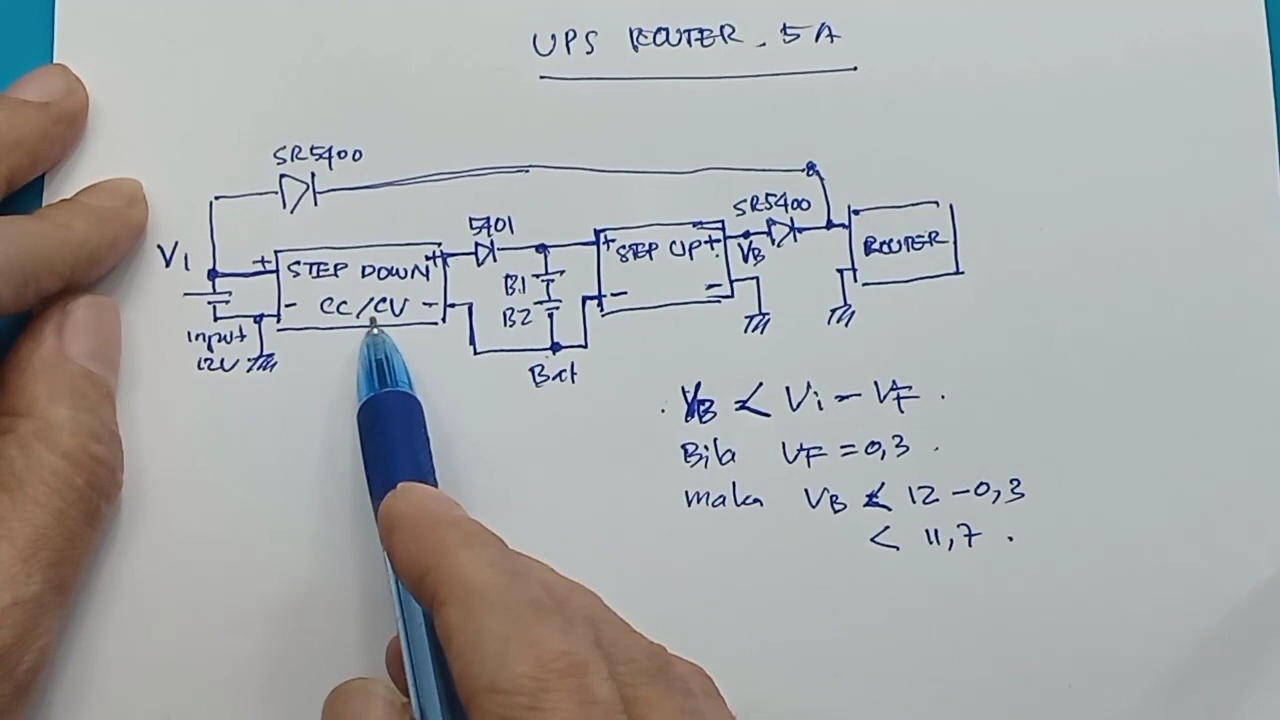 UPS ROUTER. 5A
SR5400
SR5400
5401
V1
+
STEP DOWN
+
+
STEP UP
+
VB
ROUTER
-
CC/CV
-
B1
B2
-
-
input
12V
Bat
VB < Vi - VF.
Bila VF = 0,3.
maka VB < 12 - 0,3
< 11,7.